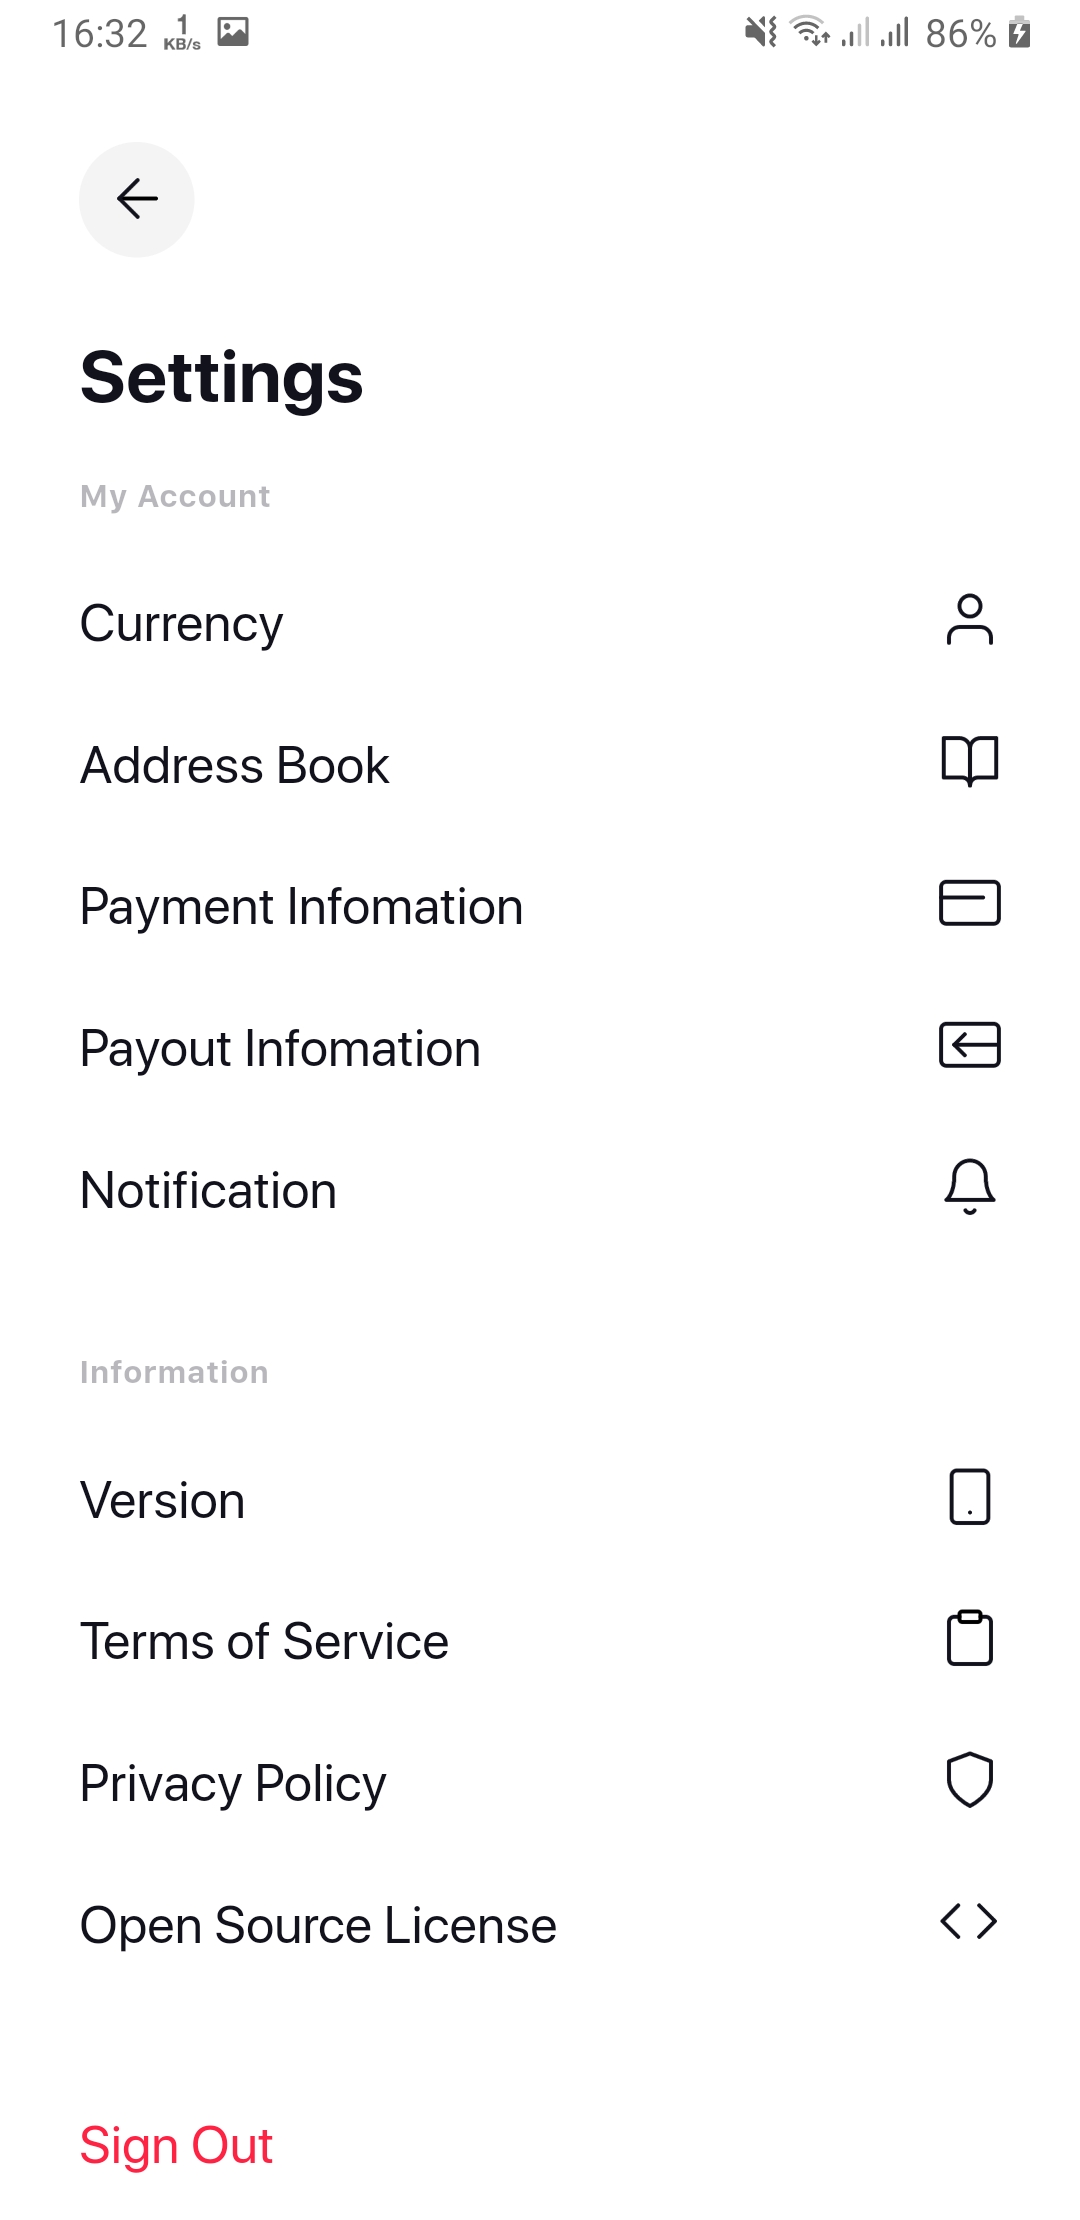 16:32 1 KB/s 86%
Settings
My Account
Currency
Address Book
Payment Infomation
Payout Infomation
Notification
Information
Version
Terms of Service
Privacy Policy
Open Source License
Sign Out